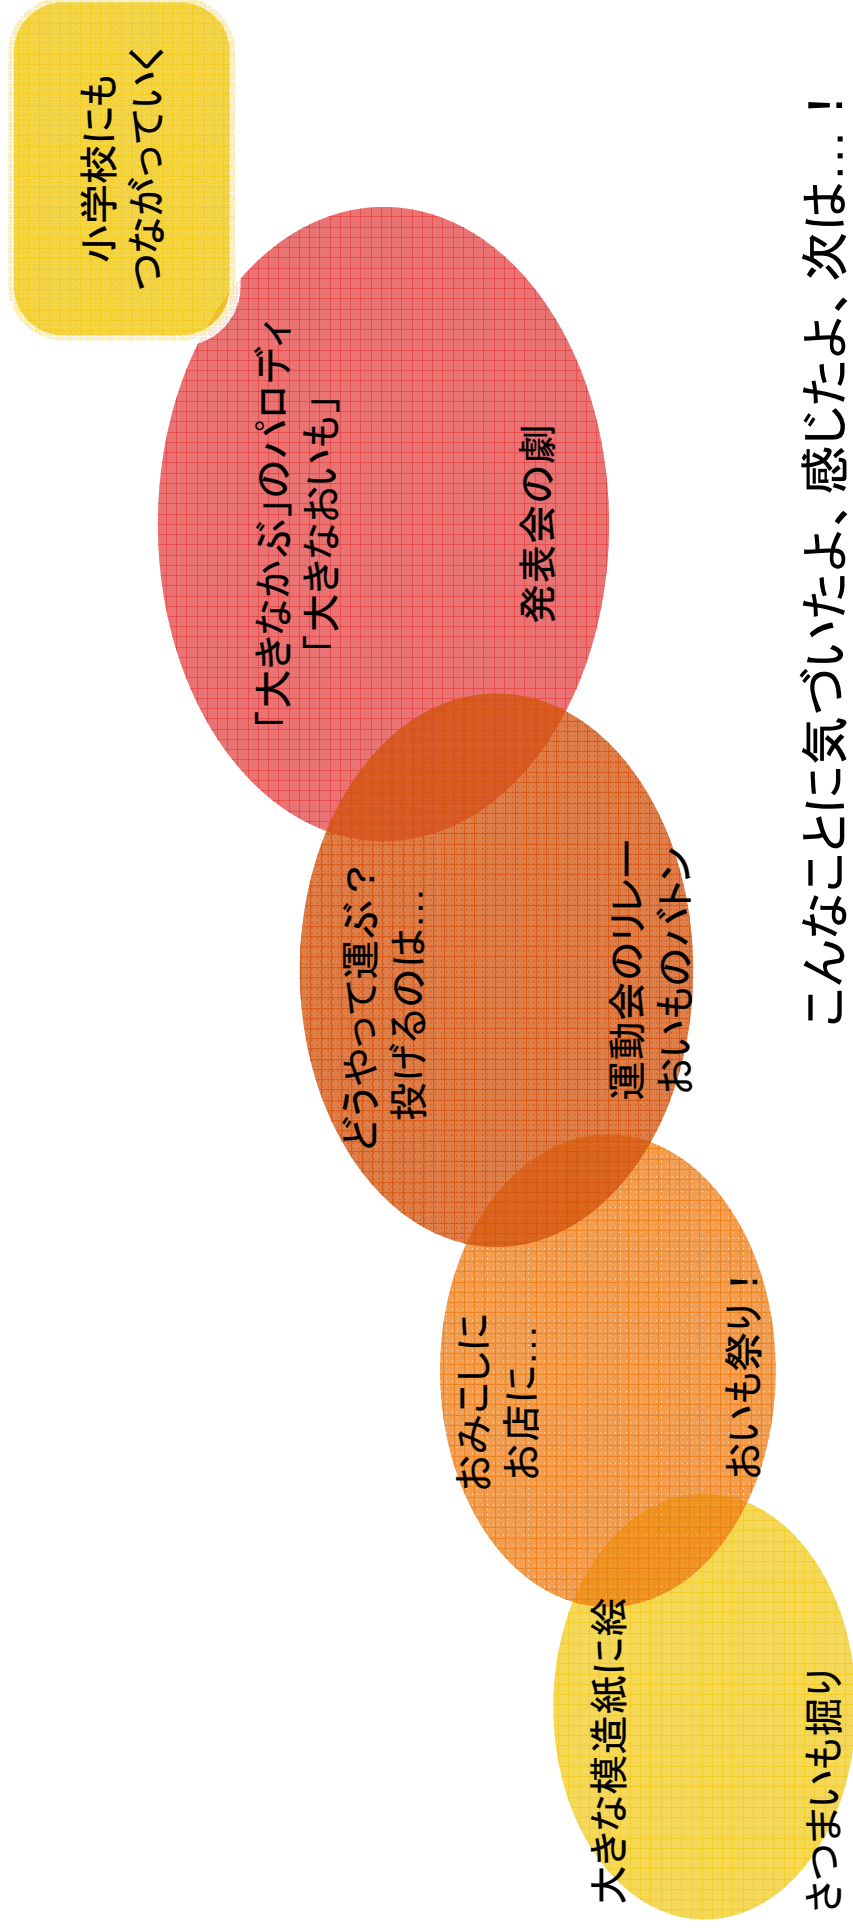 さつまいも掘り
大きな模造紙に絵
おみこしに
お店に…
おいも祭り！
どうやって運ぶ？
投げるのは…
運動会のリレー
おいものバトン
「大きなかぶ」のパロディ
「大きなおいも」
発表会の劇
小学校にも
つながっていく
こんなことに気づいたよ、感じたよ、次は…！